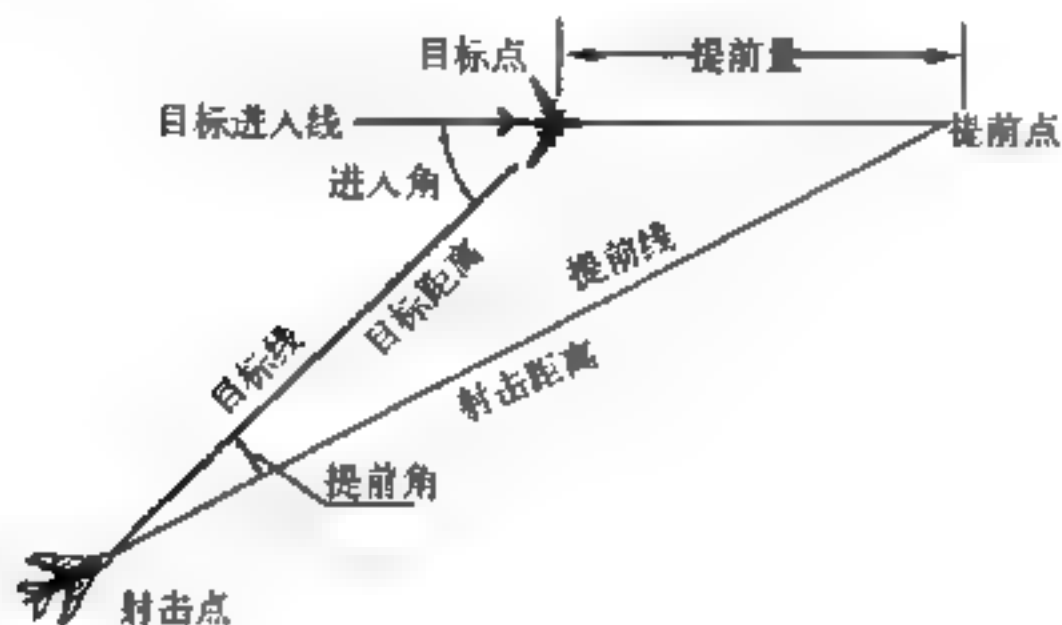 目标点
提前量
目标进入线
提前点
进入角
提前线
目标距离
目标线
射击距离
提前角
射击点